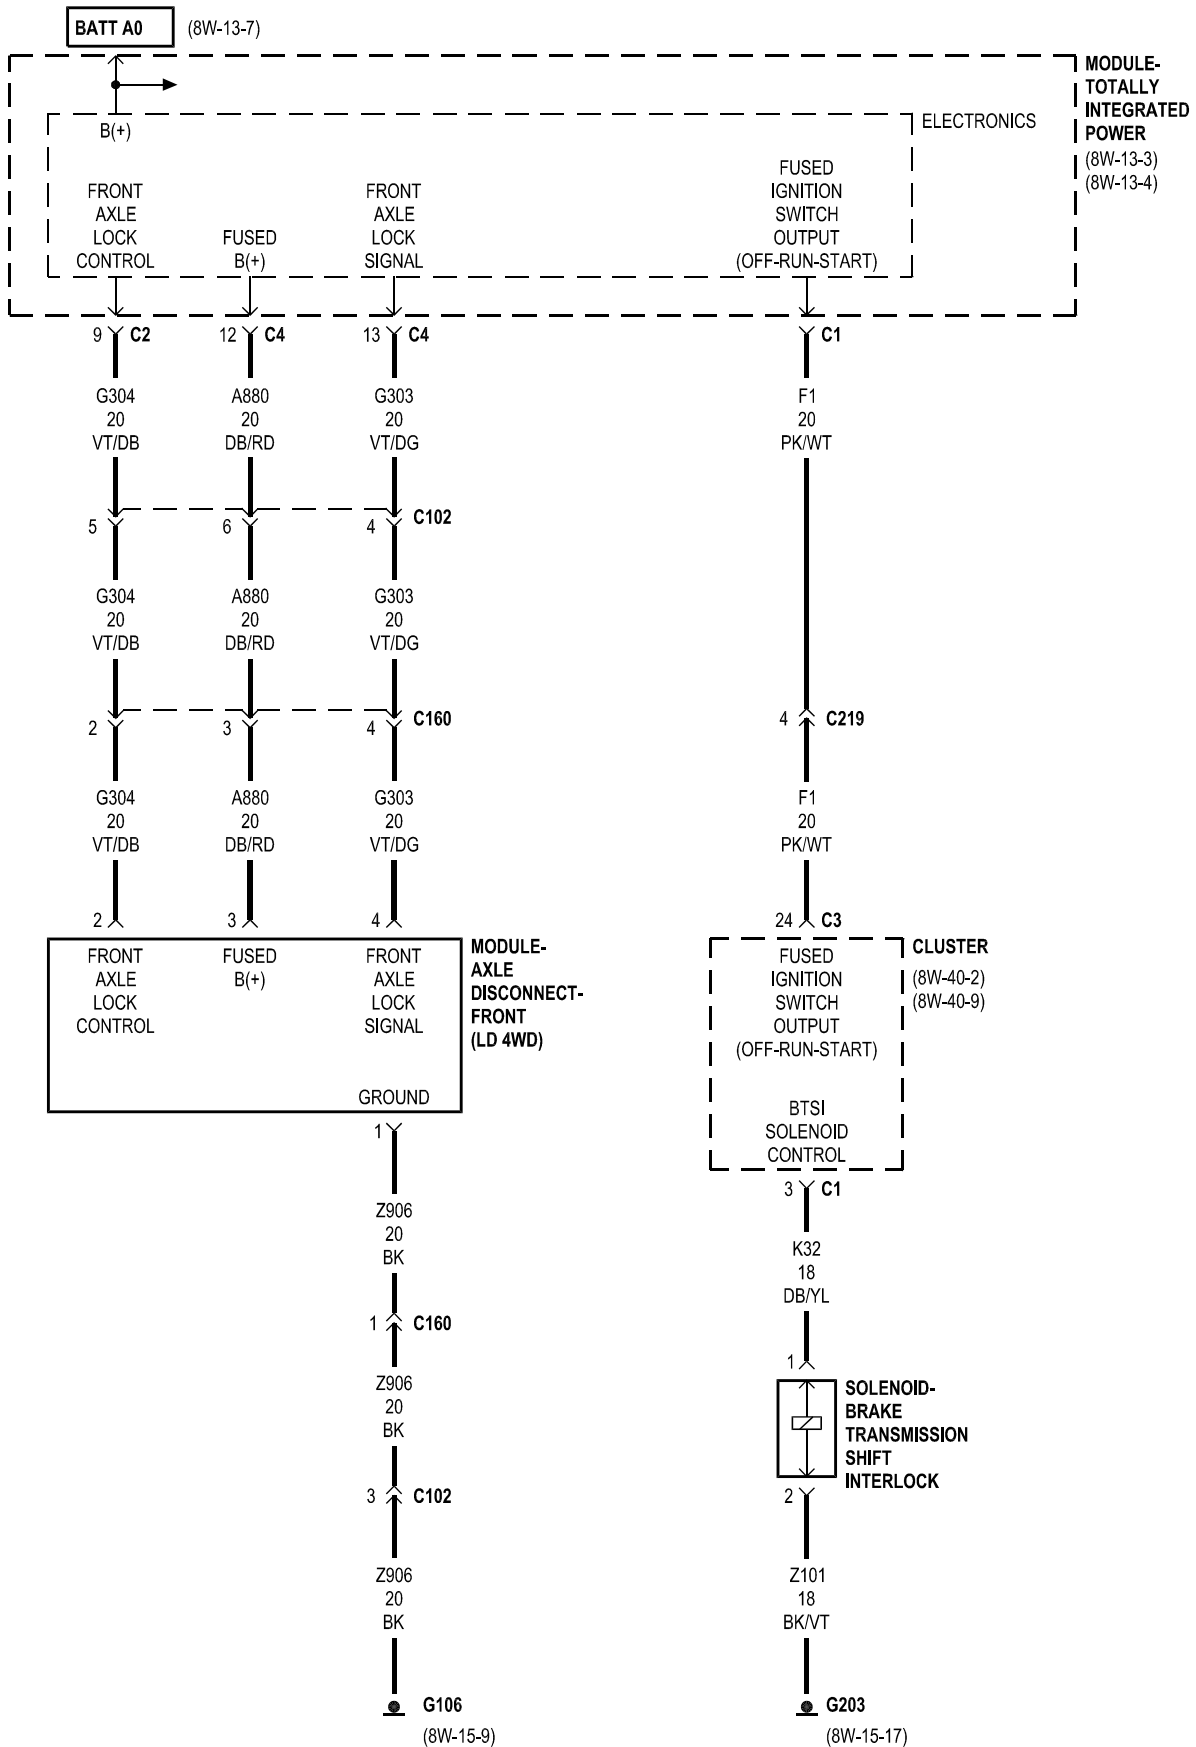 BATT A0 (8W-13-7)
MODULE-
TOTALLY
INTEGRATED
POWER
(8W-13-3)
(8W-13-4)
ELECTRONICS
B(+)
FRONT
AXLE
LOCK
CONTROL
FUSED
B(+)
FRONT
AXLE
LOCK
SIGNAL
FUSED
IGNITION
SWITCH
OUTPUT
(OFF-RUN-START)
9 C2 12 C4 13 C4 C1
G304 A880 G303 F1
20 20 20 20
VT/DB DB/RD VT/DG PK/WT
5 6 4 C102
G304 A880 G303
20 20 20
VT/DB DB/RD VT/DG
2 3 4 C160 4 C219
G304 A880 G303 F1
20 20 20 20
VT/DB DB/RD VT/DG PK/WT
2 3 4 24 C3
FRONT
AXLE
LOCK
CONTROL
FUSED
B(+)
FRONT
AXLE
LOCK
SIGNAL
GROUND
MODULE-
AXLE
DISCONNECT-
FRONT
(LD 4WD)
FUSED
IGNITION
SWITCH
OUTPUT
(OFF-RUN-START)
BTSI
SOLENOID
CONTROL
CLUSTER
(8W-40-2)
(8W-40-9)
1
Z906
20
BK
1 C160
Z906
20
BK
3 C102
Z906
20
BK
G106
(8W-15-9)
3 C1
K32
18
DB/YL
1
SOLENOID-
BRAKE
TRANSMISSION
SHIFT
INTERLOCK
2
Z101
18
BK/VT
G203
(8W-15-17)